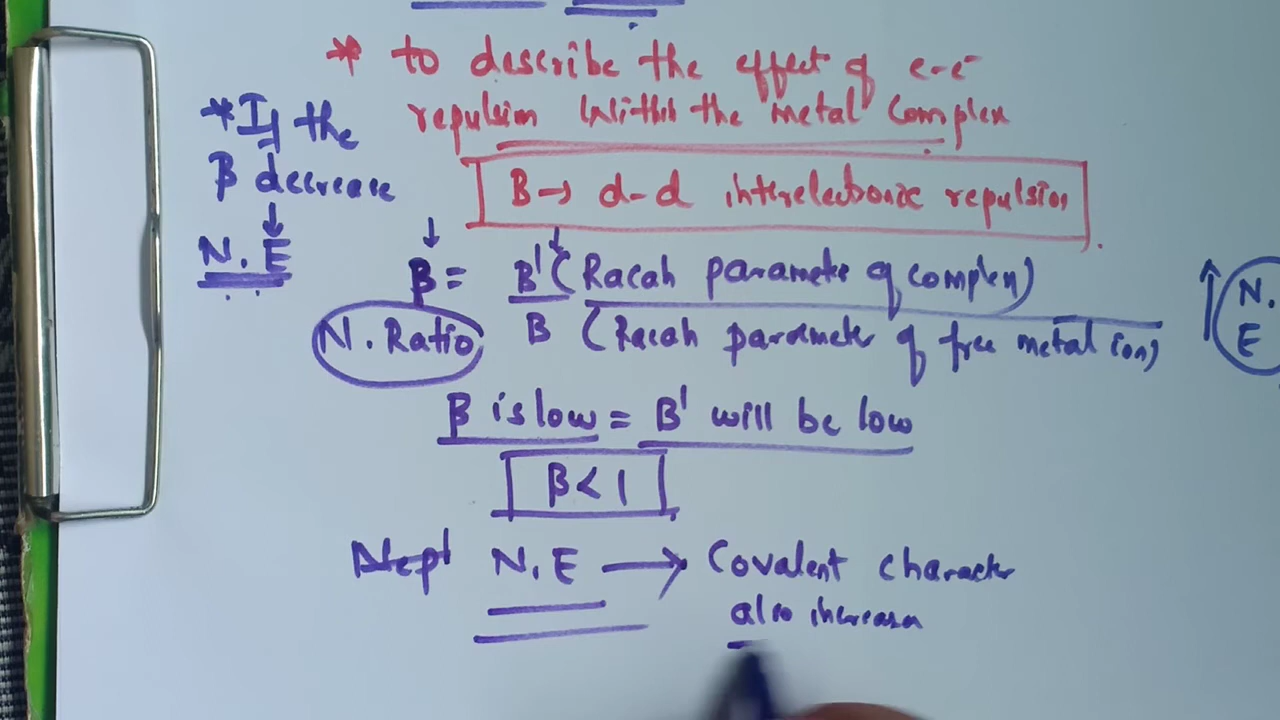 * to describe the effect of e-e-
repulsion within the metal complex
*If the
β decrease
↓
N.E
B → d-d interelectronic repulsion
β = B' (Racah parameter of complex)
B (Racah parameter of free metal ion)
N. Ratio
↑ N.
E
β is low = B' will be low
β < 1
N.E → Covalent character
also increases